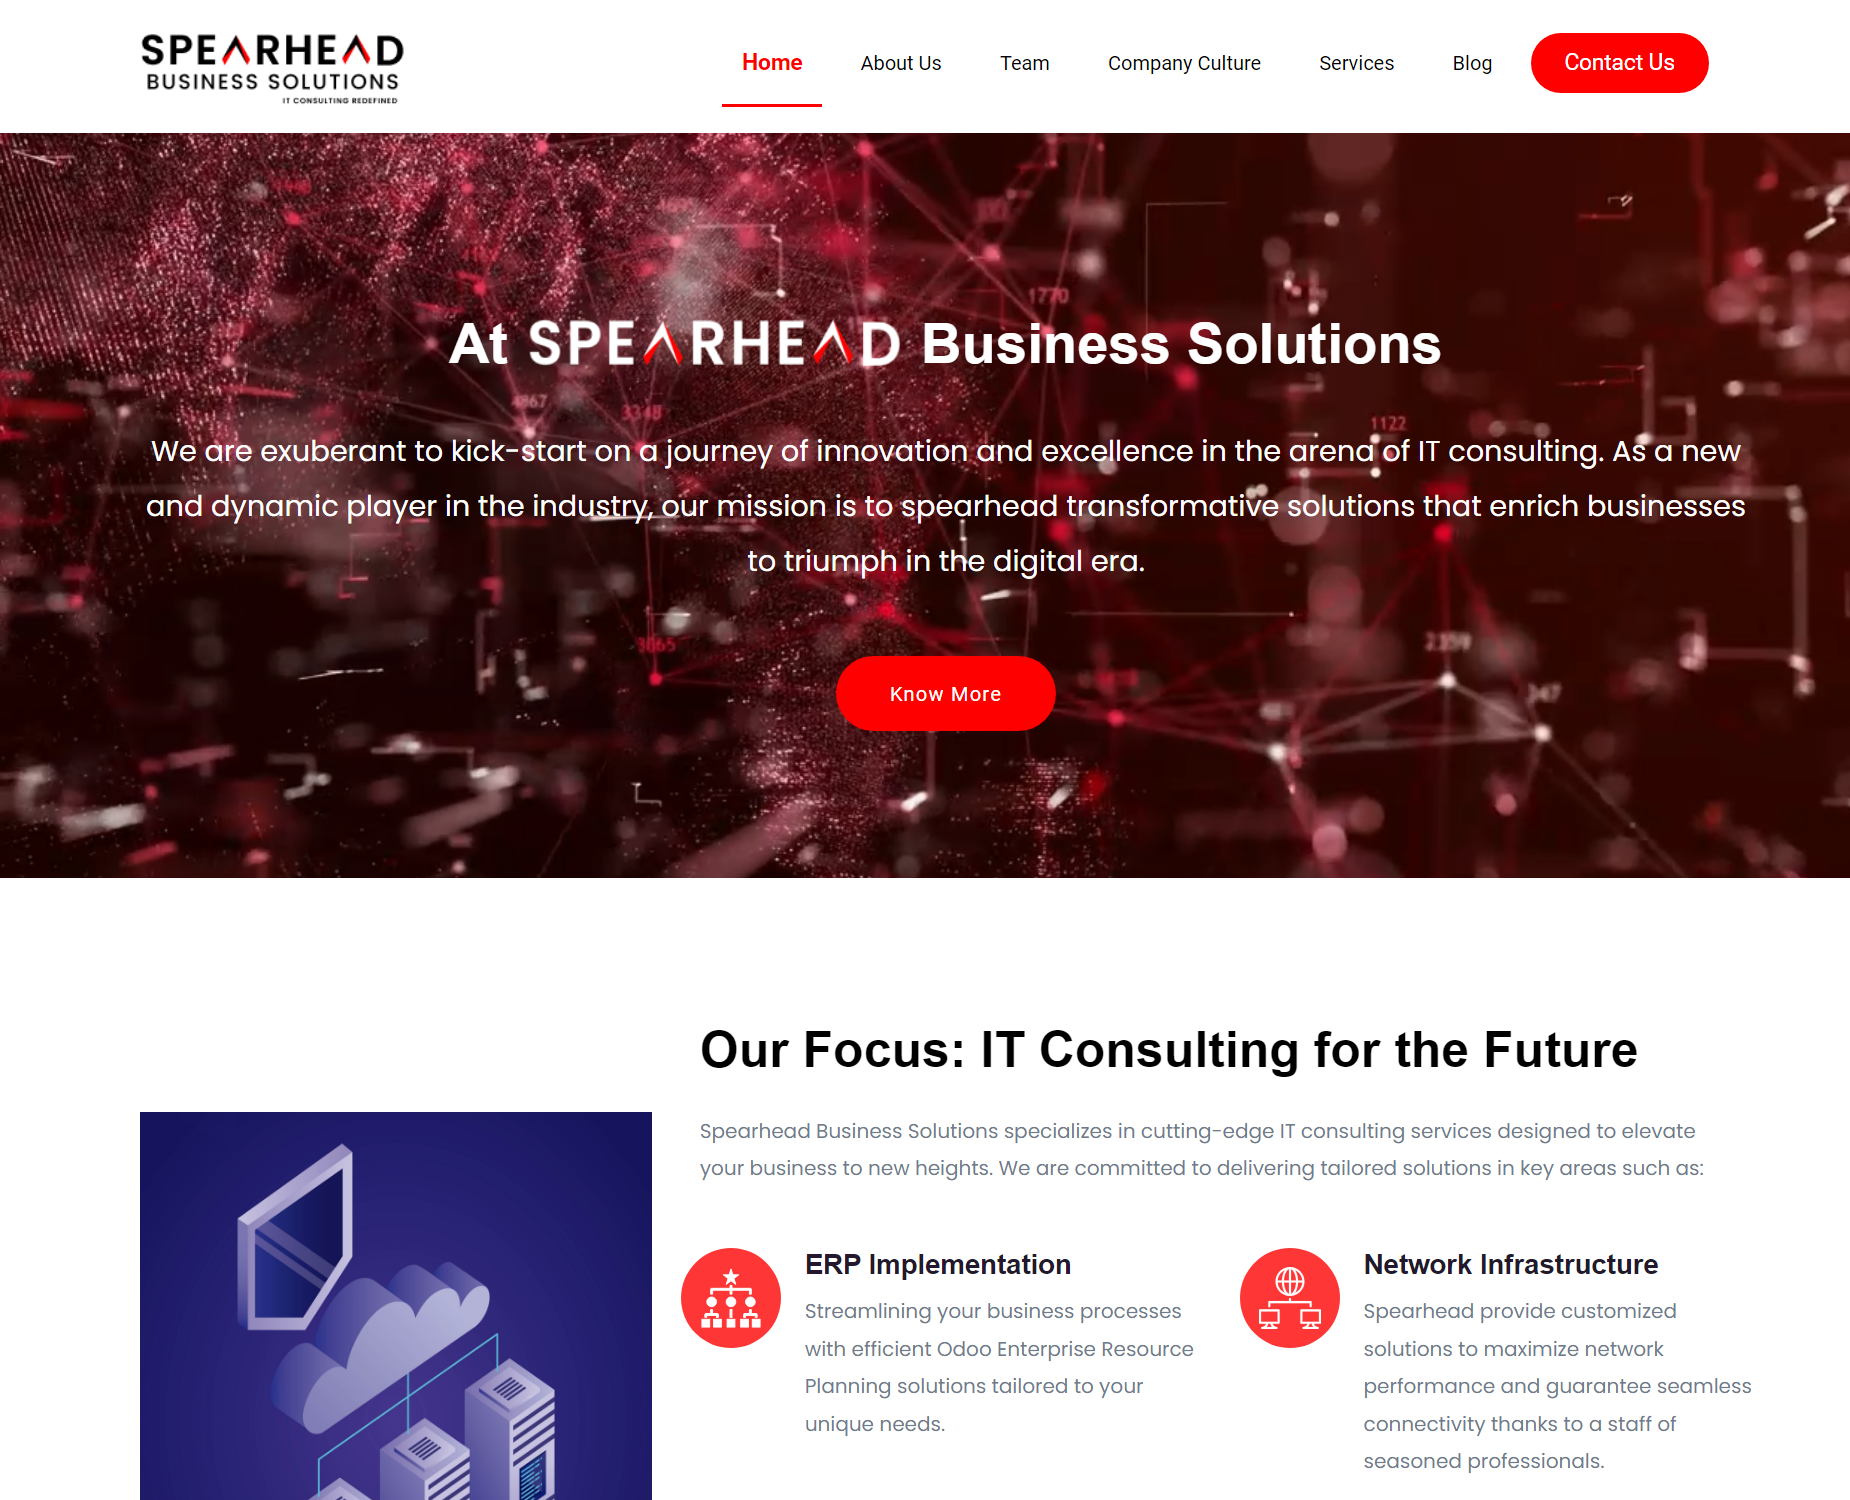 SPEARHEAD
BUSINESS SOLUTIONS
IT CONSULTING REDEFINED
Home About Us Team Company Culture Services Blog Contact Us
1770
4867
3348
1122
At SPEARHEAD Business Solutions
We are exuberant to kick-start on a journey of innovation and excellence in the arena of IT consulting. As a new
and dynamic player in the industry, our mission is to spearhead transformative solutions that enrich businesses
to triumph in the digital era.
3865
2259
347
Know More
Our Focus: IT Consulting for the Future
Spearhead Business Solutions specializes in cutting-edge IT consulting services designed to elevate
your business to new heights. We are committed to delivering tailored solutions in key areas such as:
ERP Implementation
Streamlining your business processes
with efficient Odoo Enterprise Resource
Planning solutions tailored to your
unique needs.
Network Infrastructure
Spearhead provide customized
solutions to maximize network
performance and guarantee seamless
connectivity thanks to a staff of
seasoned professionals.